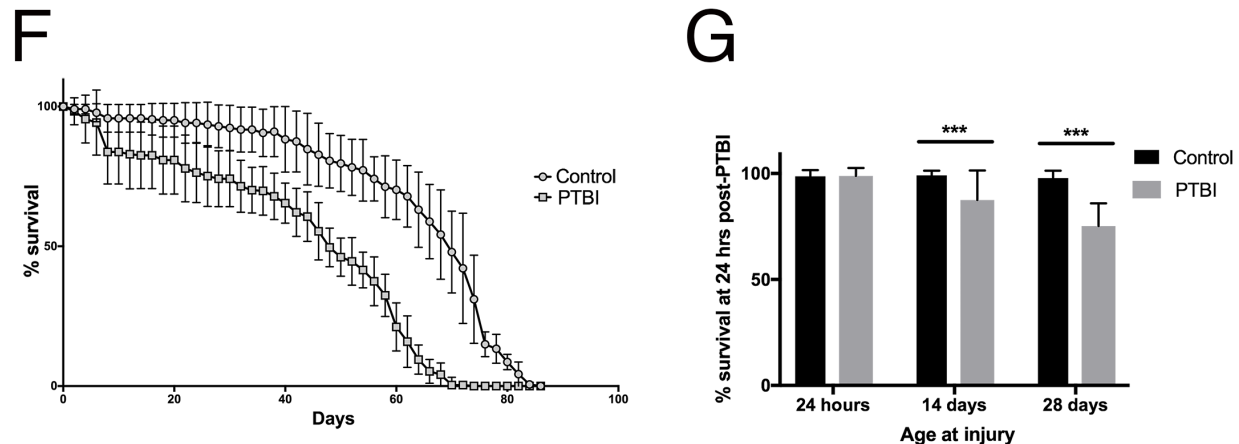 F
% survival
100
50
0
0 20 40 60 80 100
Days
Control
PTBI
G
% survival at 24 hrs post-PTBI
100
50
0
***
***
24 hours 14 days 28 days
Age at injury
Control
PTBI